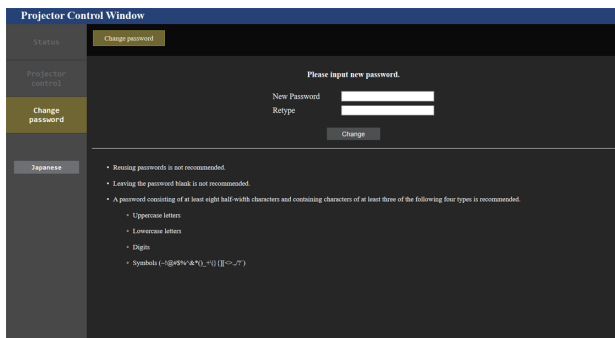 Projector Control Window
Status
Change password
Projector
control
Please input new password.
Change
password
New Password
Retype
Change
Japanese
• Reusing passwords is not recommended.
• Leaving the password blank is not recommended.
• A password consisting of at least eight half-width characters and containing characters of at least three of the following four types is recommended.
• Uppercase letters
• Lowercase letters
• Digits
• Symbols